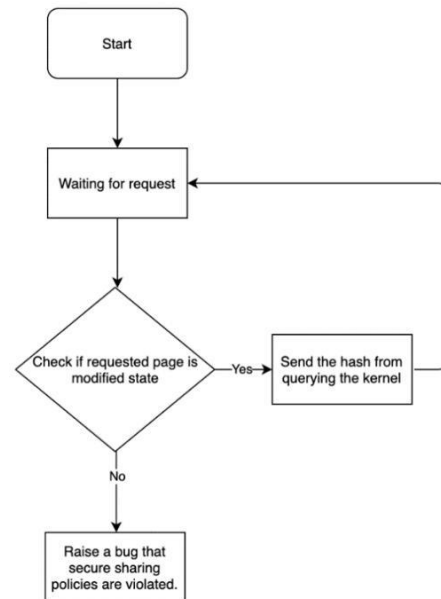 Start
Waiting for request
Check if requested page is
modified state
Yes
Send the hash from
querying the kernel
No
Raise a bug that
secure sharing
policies are violated.